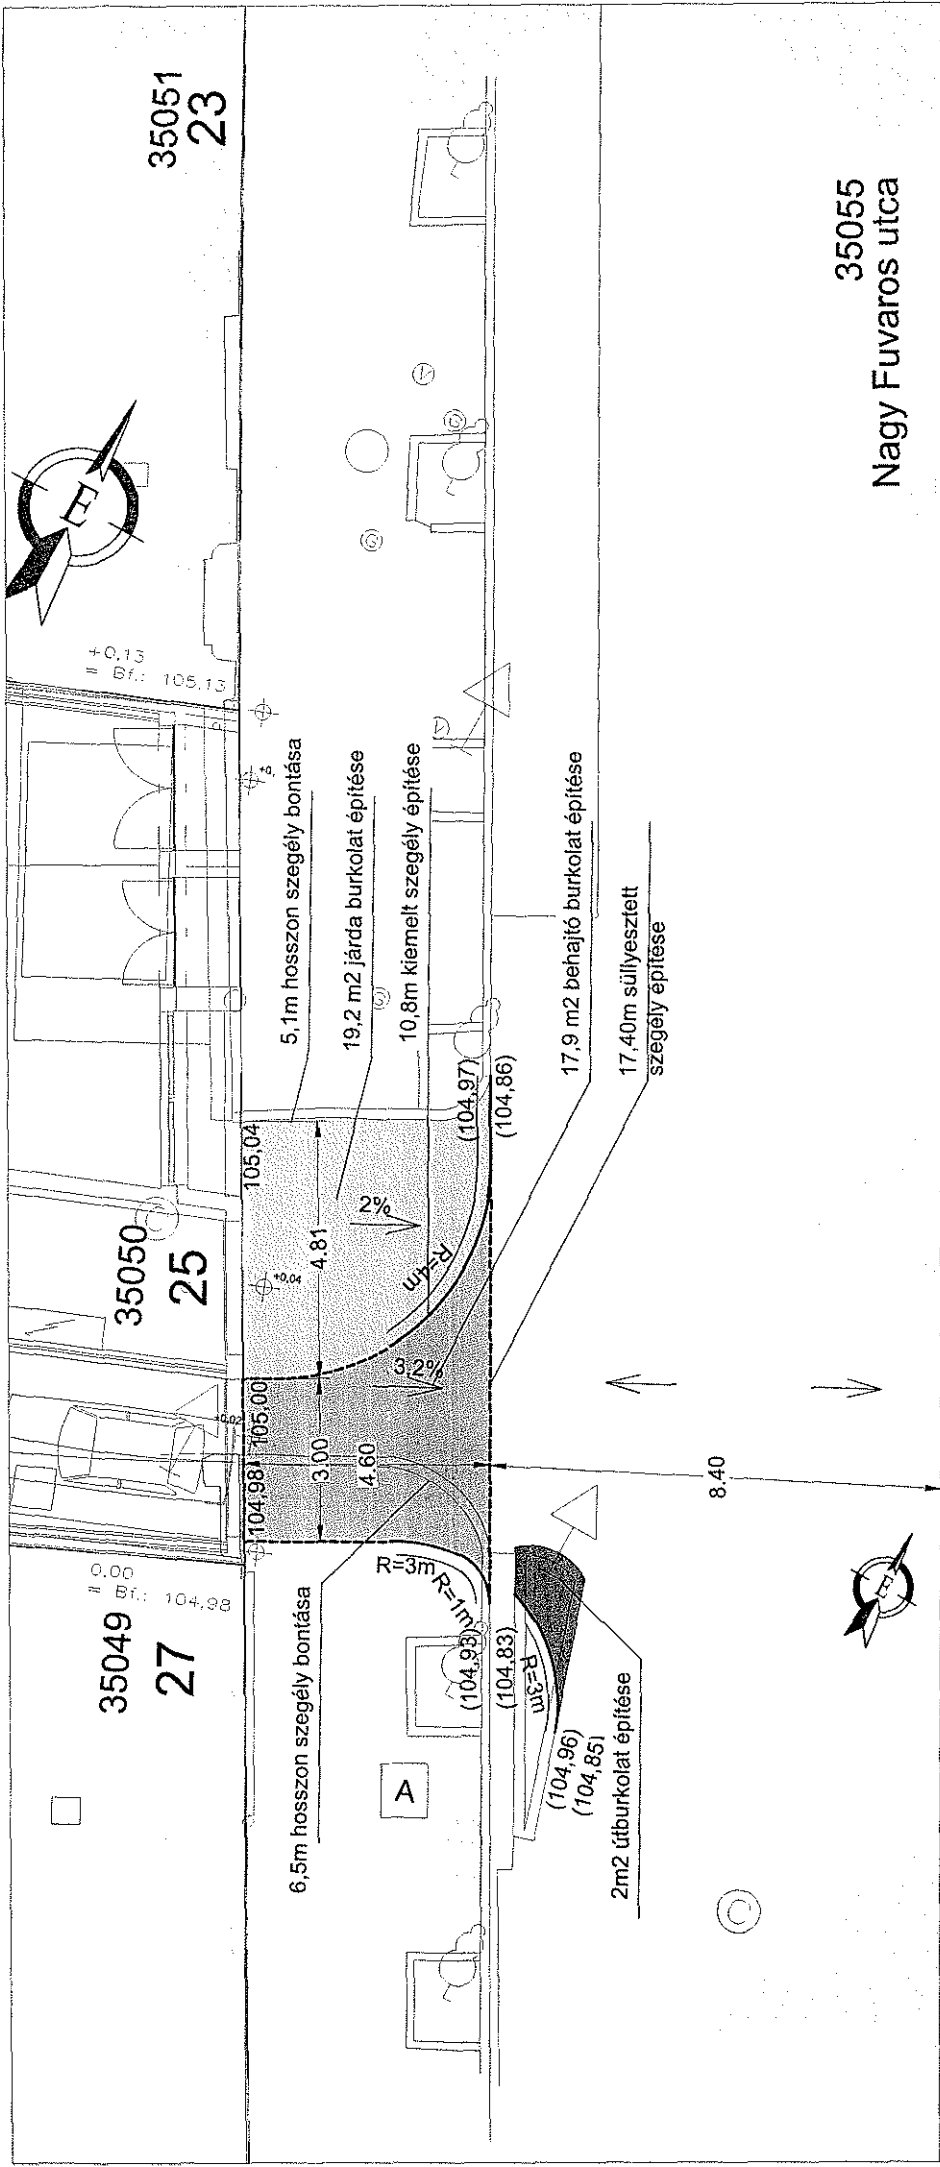 35049
27
35050
25
35051
23
0.00
= Bf.: 104,98
+0,13
= Bf.: 105,13
104,98
105,00
105,04
+0,02
+0,04
3.00
4.60
4.81
8.40
2%
3,2%
R=3m
R=1m
R=4m
R=3m
(104,93)
(104,83)
(104,97)
(104,86)
(104,96)
(104,85)
A
E
E
6,5m hosszon szegély bontása
5,1m hosszon szegély bontása
19,2 m2 járda burkolat építése
10,8m kiemelt szegély építése
17,9 m2 behajtó burkolat építése
17,40m süllyesztett
szegély építése
2m2 útburkolat építése
35055
Nagy Fuvaros utca